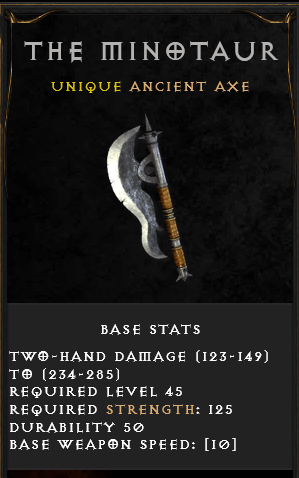 THE MINOTAUR
UNIQUE ANCIENT AXE
BASE STATS
TWO-HAND DAMAGE (123-149)
TO (234-285)
REQUIRED LEVEL 45
REQUIRED STRENGTH: 125
DURABILITY 50
BASE WEAPON SPEED: [10]